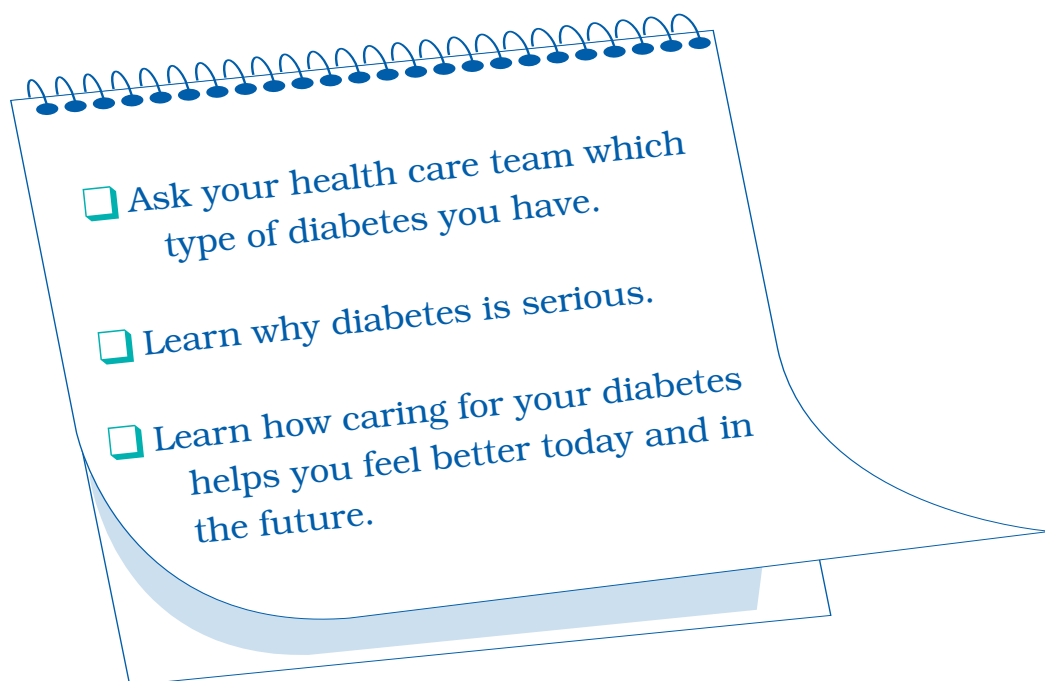 ❏ Ask your health care team which
type of diabetes you have.
❏ Learn why diabetes is serious.
❏ Learn how caring for your diabetes
helps you feel better today and in
the future.